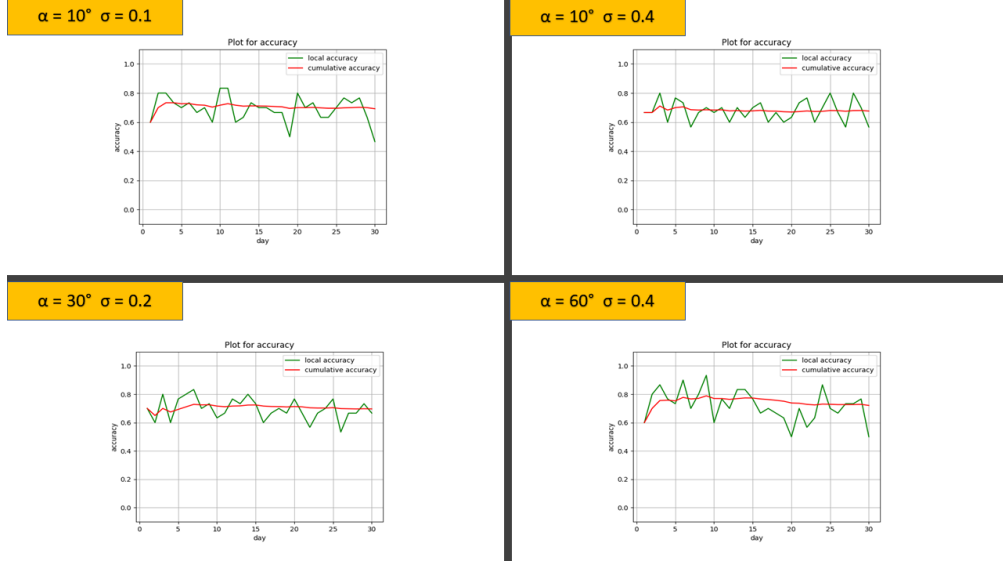 α = 10° σ = 0.1
Plot for accuracy
local accuracy
cumulative accuracy
1.0
0.8
0.6
0.4
0.2
0.0
accuracy
0
5
10
15
20
25
30
day
α = 10° σ = 0.4
Plot for accuracy
local accuracy
cumulative accuracy
1.0
0.8
0.6
0.4
0.2
0.0
accuracy
0
5
10
15
20
25
30
day
α = 30° σ = 0.2
Plot for accuracy
local accuracy
cumulative accuracy
1.0
0.8
0.6
0.4
0.2
0.0
accuracy
0
5
10
15
20
25
30
day
α = 60° σ = 0.4
Plot for accuracy
local accuracy
cumulative accuracy
1.0
0.8
0.6
0.4
0.2
0.0
accuracy
0
5
10
15
20
25
30
day